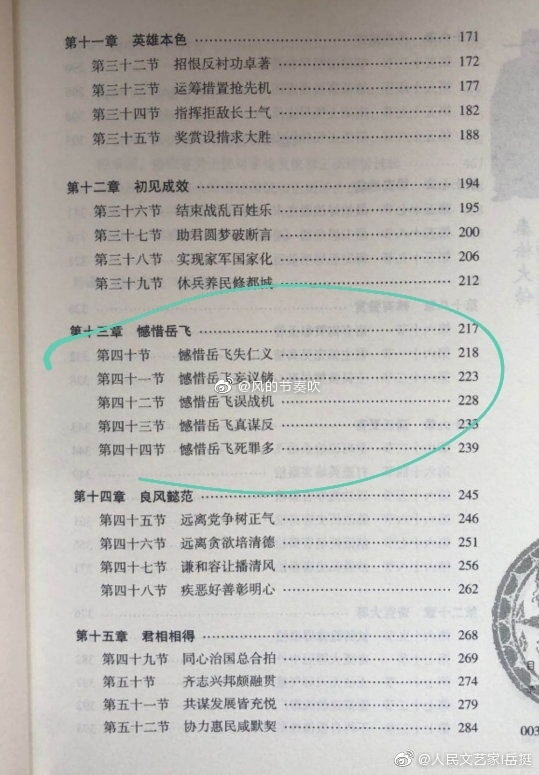 第十一章 英雄本色 171
第三十二节 招恨反衬功卓著 172
第三十三节 运筹措置抢先机 177
第三十四节 指挥拒敌长士气 182
第三十五节 奖赏设措求大胜 188
第十二章 初见成效 194
第三十六节 结束战乱百姓乐 195
第三十七节 助君圆梦破断言 200
第三十八节 实现家军国家化 206
第三十九节 休兵养民修都城 212
第十三章 憾惜岳飞 217
第四十节 憾惜岳飞失仁义 218
第四十一节 憾惜岳飞妄议储 223
第四十二节 憾惜岳飞误战机 228
第四十三节 憾惜岳飞真谋反 233
第四十四节 憾惜岳飞死罪多 239
第十四章 良风懿范 245
第四十五节 远离党争树正气 246
第四十六节 远离贪欲培清德 251
第四十七节 谦和容让播清风 256
第四十八节 疾恶好善彰明心 262
第十五章 君相相得 268
第四十九节 同心治国总合拍 269
第五十节 齐志兴邦颇融贯 274
第五十一节 共谋发展皆充悦 279
第五十二节 协力惠民咸默契 284
@风的节奏吹
目
003
@人民文艺家l岳挺